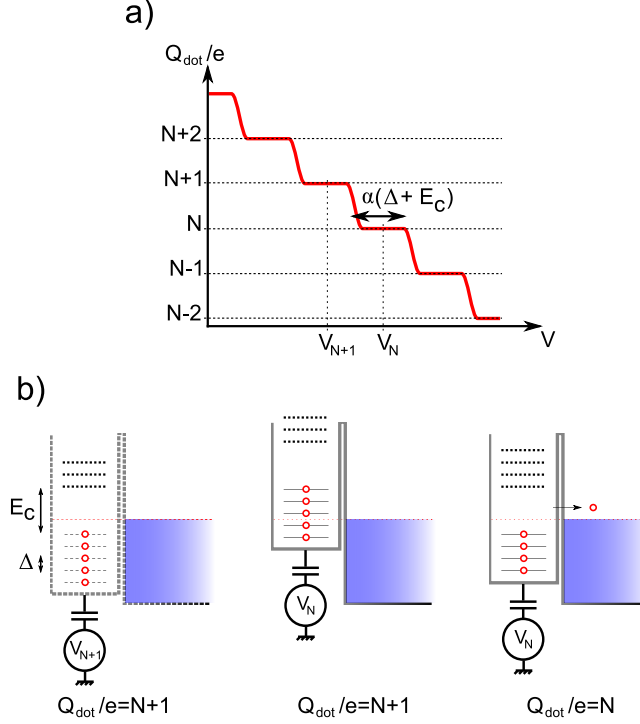 a)
Q_dot/e
N+2
N+1
α(Δ + E_C)
N
N-1
N-2
V_N+1
V_N
V
b)
E_C
Δ
V_N+1
V_N
V_N
Q_dot/e=N+1
Q_dot/e=N+1
Q_dot/e=N